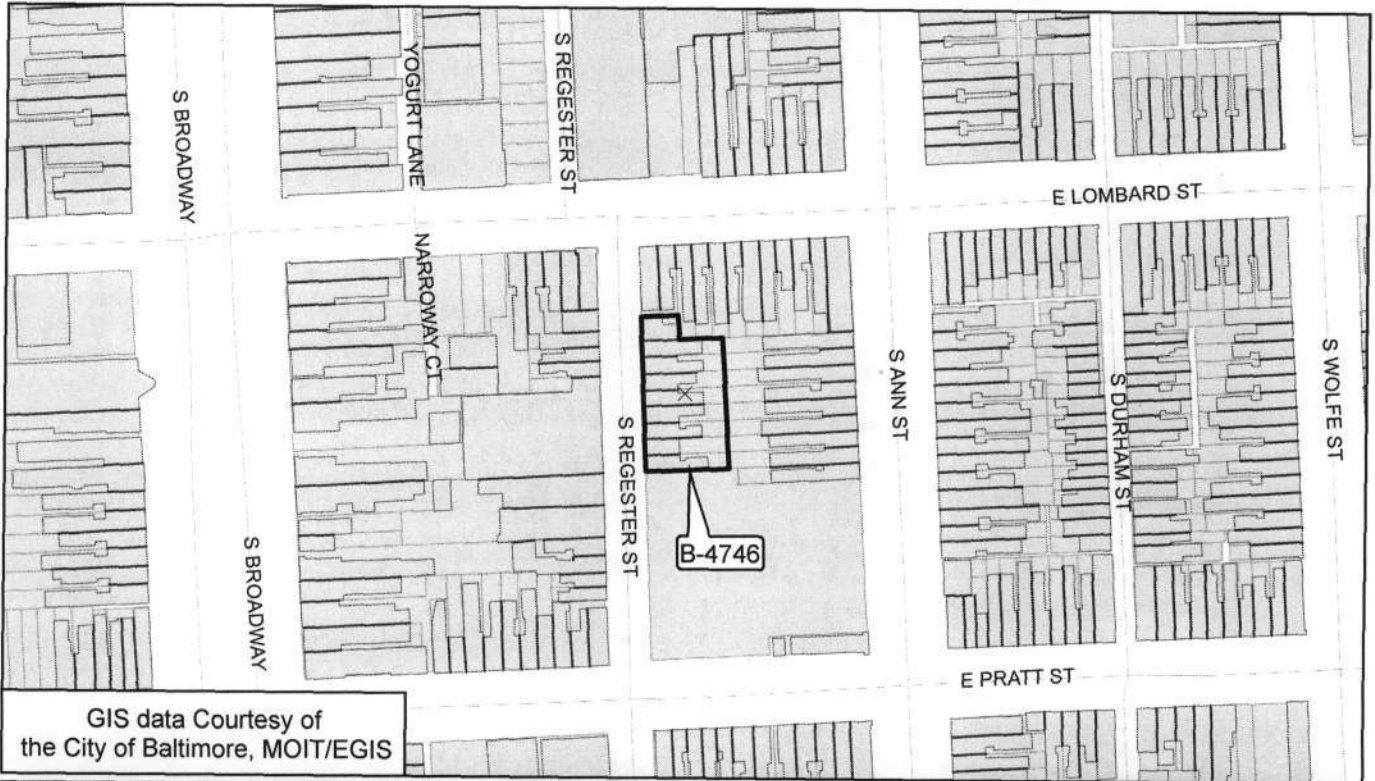 S BROADWAY
YOGURT LANE
S REGESTER ST
E LOMBARD ST
NARROWAY CT
S REGESTER ST
S ANN ST
S DURHAM ST
S WOLFE ST
S BROADWAY
B-4746
E PRATT ST
GIS data Courtesy of
the City of Baltimore, MOIT/EGIS